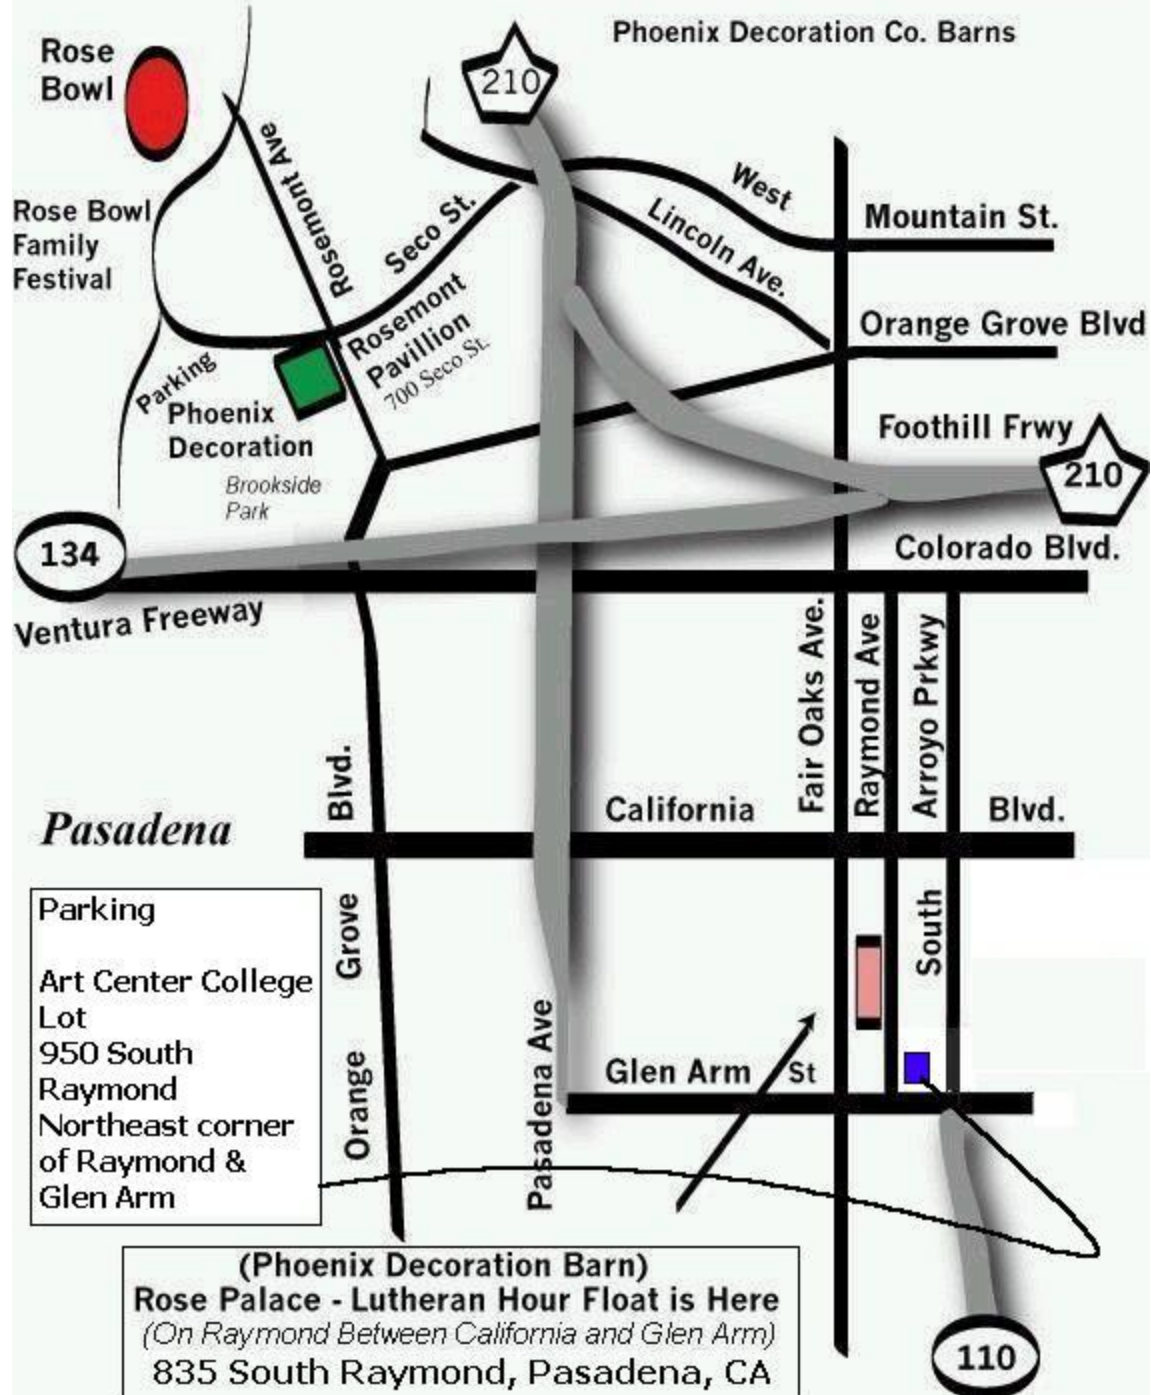 Phoenix Decoration Co. Barns
Rose
Bowl
210
Rosemont Ave
Rosemont
Seco St.
West
Lincoln Ave.
Mountain St.
Rose Bowl
Family
Festival
Orange Grove Blvd
Rosemont
Pavillion
700 Seco St.
Parking
Phoenix
Decoration
Brookside
Park
Foothill Frwy
210
134
Colorado Blvd.
Ventura Freeway
Fair Oaks Ave.
Raymond Ave
Arroyo Prkwy
South
Orange Grove Blvd.
California Blvd.
Pasadena
Parking
Art Center College
Lot
950 South
Raymond
Northeast corner
of Raymond &
Glen Arm
Pasadena Ave
Glen Arm St
(Phoenix Decoration Barn)
Rose Palace - Lutheran Hour Float is Here
(On Raymond Between California and Glen Arm)
835 South Raymond, Pasadena, CA
110